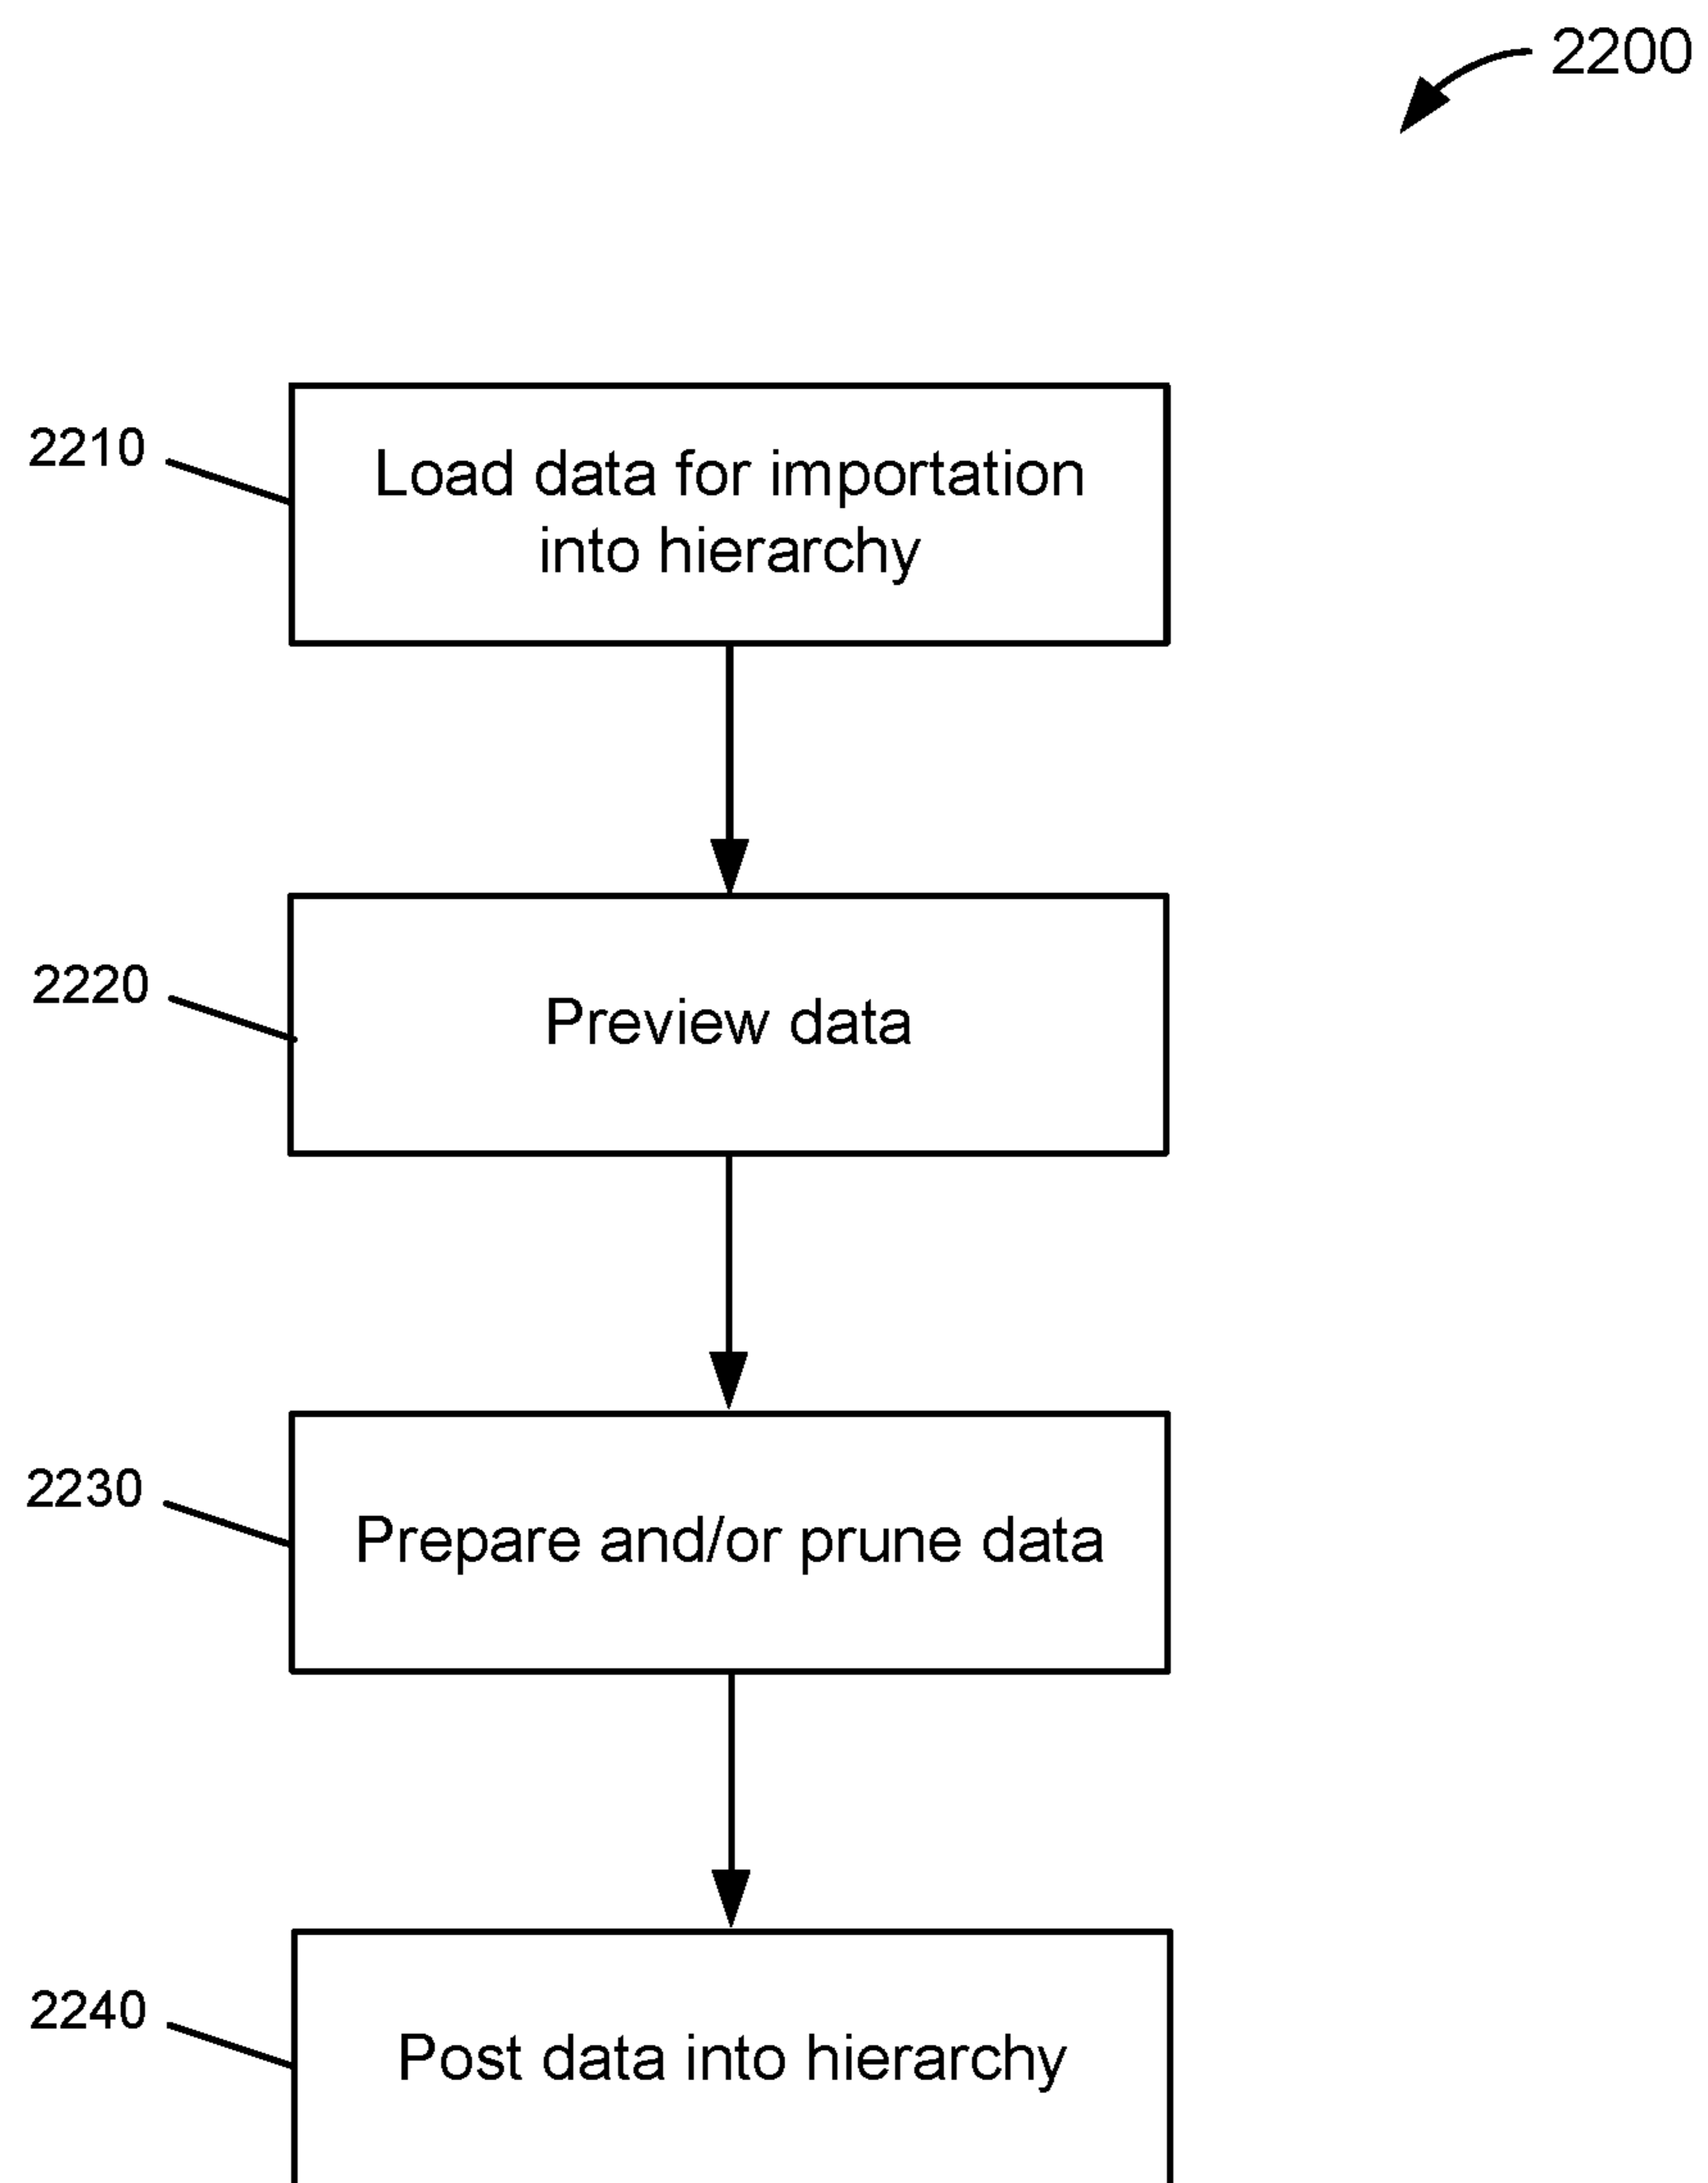 2200
2210
Load data for importation
into hierarchy
2220
Preview data
2230
Prepare and/or prune data
2240
Post data into hierarchy